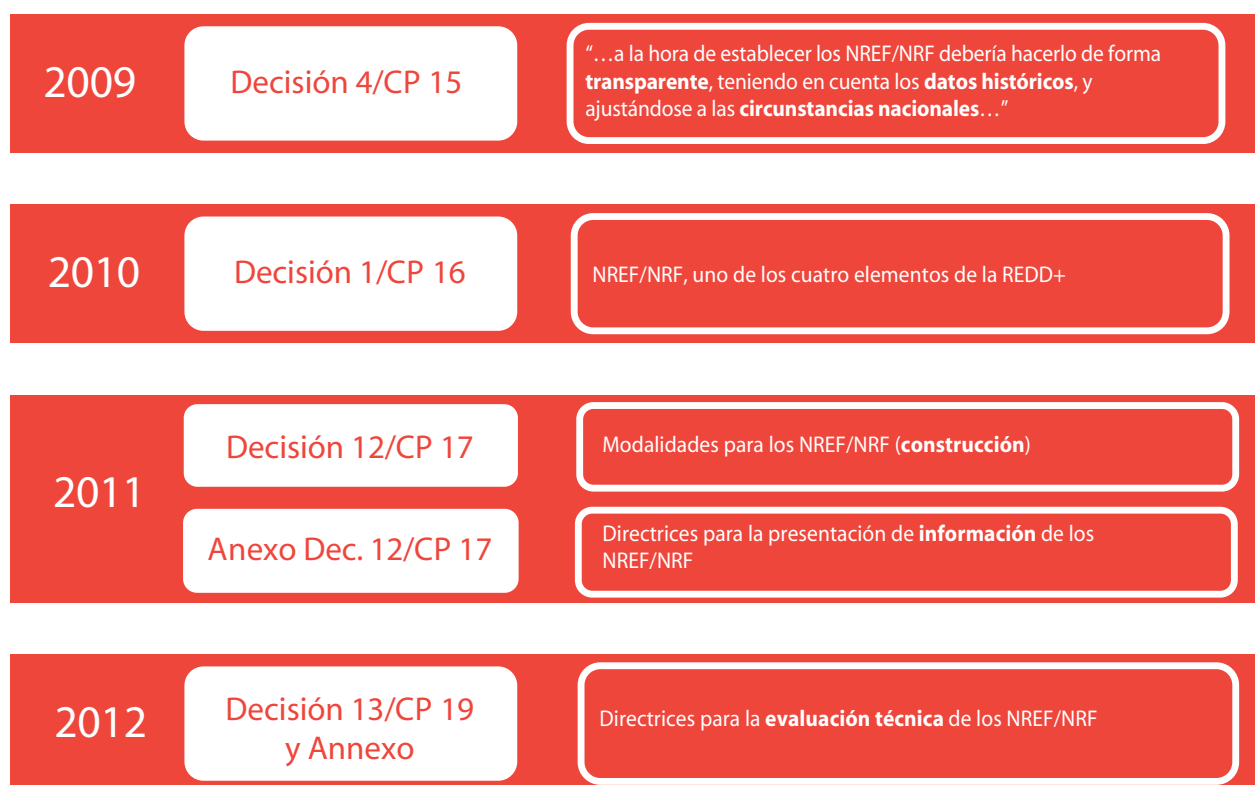 2009
Decisión 4/CP 15
“…a la hora de establecer los NREF/NRF debería hacerlo de forma
transparente, teniendo en cuenta los datos históricos, y
ajustándose a las circunstancias nacionales…”
2010
Decisión 1/CP 16
NREF/NRF, uno de los cuatro elementos de la REDD+
2011
Decisión 12/CP 17
Modalidades para los NREF/NRF (construcción)
Anexo Dec. 12/CP 17
Directrices para la presentación de información de los
NREF/NRF
2012
Decisión 13/CP 19
y Annexo
Directrices para la evaluación técnica de los NREF/NRF